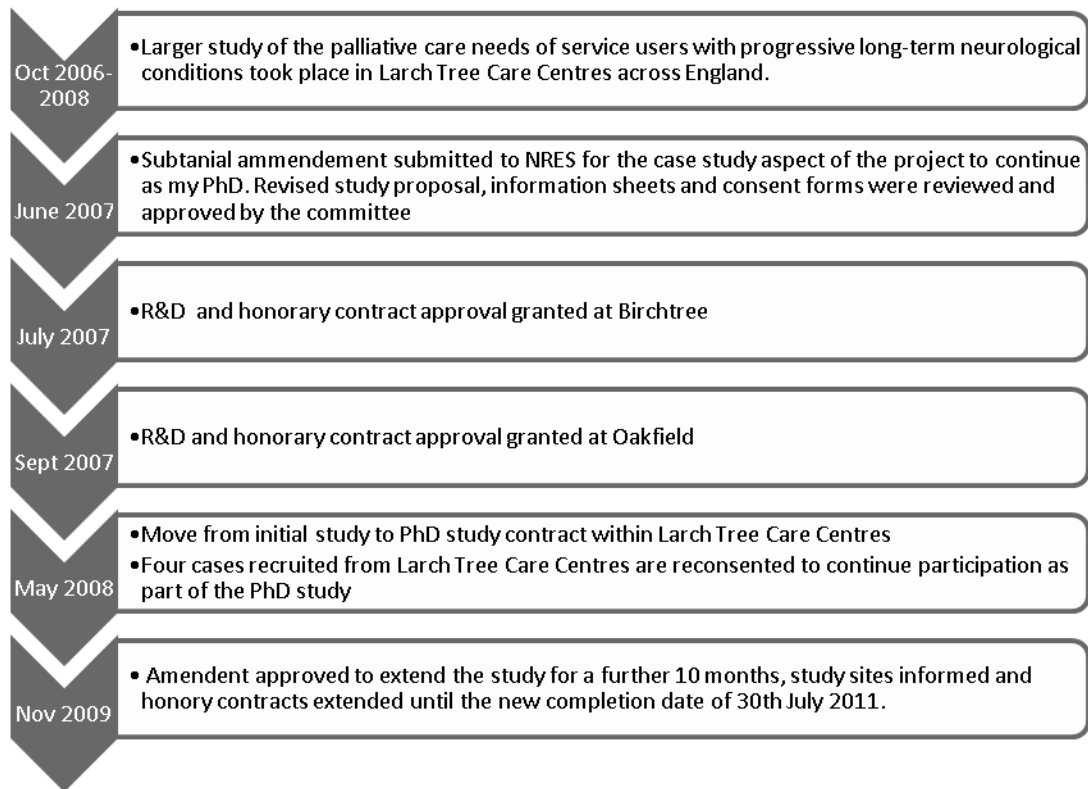 Oct 2006-
2008
•Larger study of the palliative care needs of service users with progressive long-term neurological
conditions took place in Larch Tree Care Centres across England.
June 2007
•Subtanial ammendement submitted to NRES for the case study aspect of the project to continue
as my PhD. Revised study proposal, information sheets and consent forms were reviewed and
approved by the committee
July 2007
•R&D and honorary contract approval granted at Birchtree
Sept 2007
•R&D and honorary contract approval granted at Oakfield
May 2008
•Move from initial study to PhD study contract within Larch Tree Care Centres
•Four cases recruited from Larch Tree Care Centres are reconsented to continue participation as
part of the PhD study
Nov 2009
• Amendent approved to extend the study for a further 10 months, study sites informed and
honory contracts extended until the new completion date of 30th July 2011.